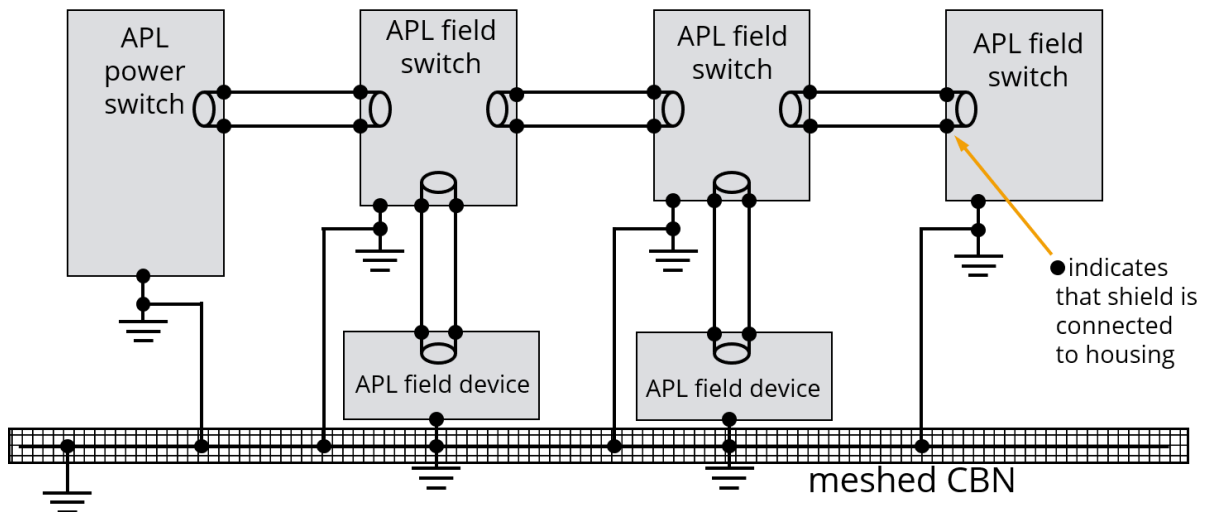 APL
power
switch
APL field
switch
APL field
switch
APL field
switch
indicates
that shield is
connected
to housing
APL field device
APL field device
meshed CBN